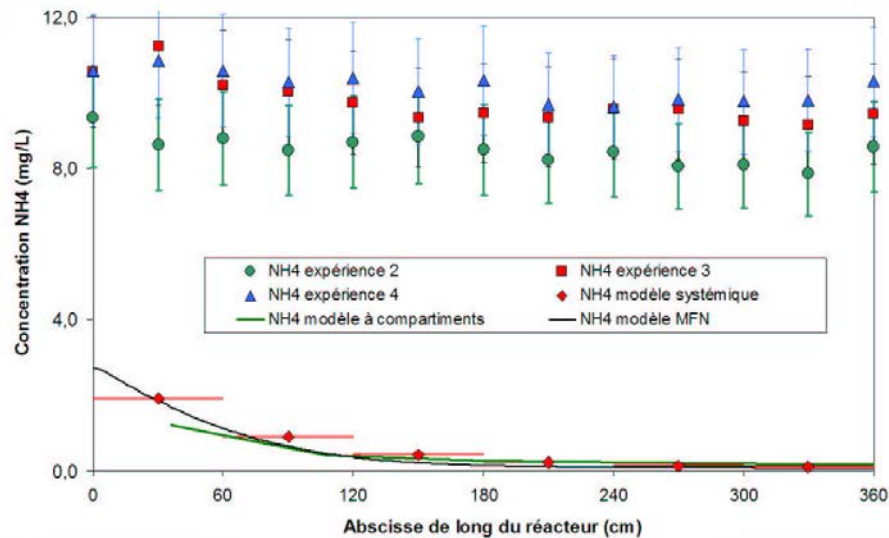 12,0
8,0
4,0
0,0
Concentration NH4 (mg/L)
NH4 expérience 2
NH4 expérience 3
NH4 expérience 4
NH4 modèle systémique
NH4 modèle à compartiments
NH4 modèle MFN
0
60
120
180
240
300
360
Abscisse de long du réacteur (cm)